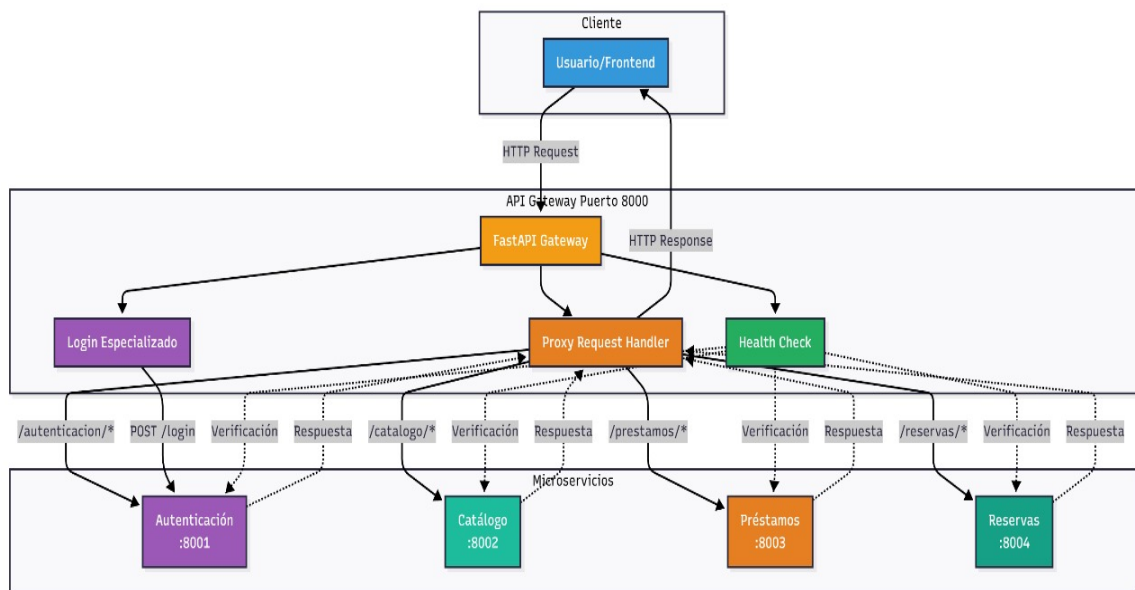 Cliente
Usuario/Frontend
HTTP Request
API Gateway Puerto 8000
FastAPI Gateway
HTTP Response
Login Especializado
Proxy Request Handler
Health Check
/autenticacion/*
POST /login
Verificación
Respuesta
/catalogo/*
Verificación
Respuesta
/prestamos/*
Verificación
Respuesta
/reservas/*
Verificación
Respuesta
Microservicios
Autenticación
:8001
Catálogo
:8002
Préstamos
:8003
Reservas
:8004